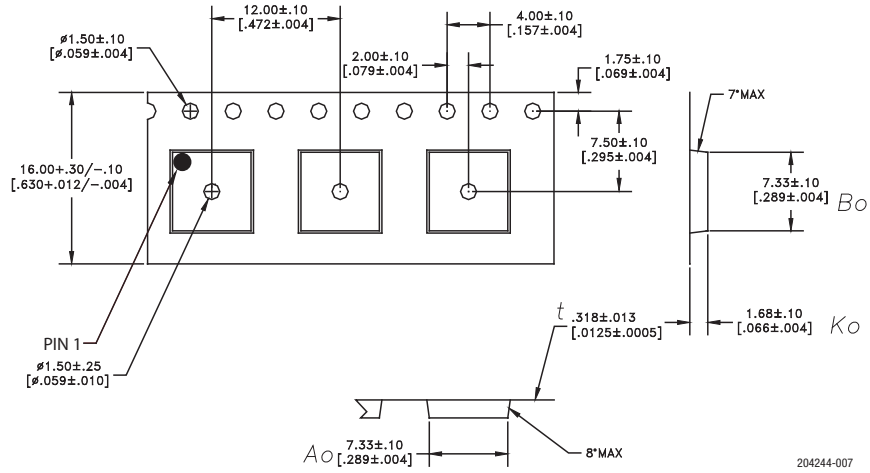 12.00±.10
[.472±.004]
4.00±.10
[.157±.004]
ø1.50±.10
[ø.059±.004]
2.00±.10
[.079±.004]
1.75±.10
[.069±.004]
7°MAX
16.00+.30/-.10
[.630+.012/-.004]
7.50±.10
[.295±.004]
7.33±.10
[.289±.004]
Bo
t
.318±.013
[.0125±.0005]
1.68±.10
[.066±.004]
Ko
PIN 1
ø1.50±.25
[ø.059±.010]
Ao
7.33±.10
[.289±.004]
8°MAX
204244-007